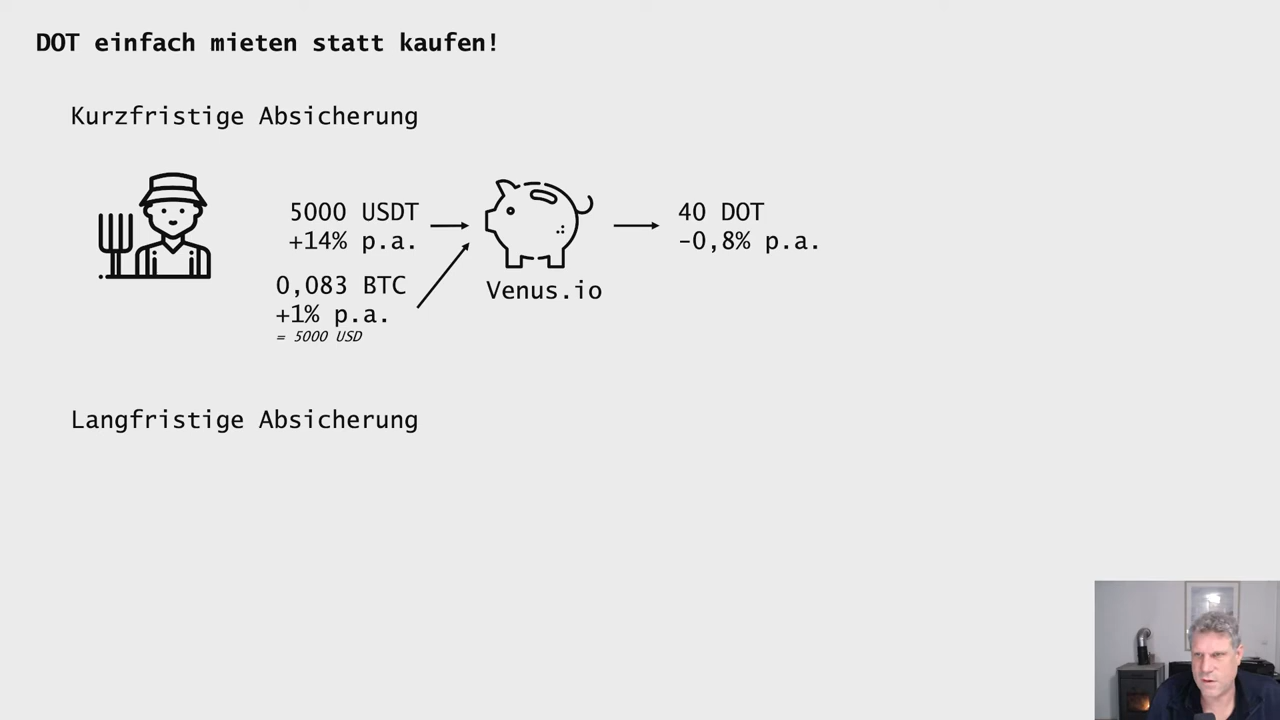 DOT einfach mieten statt kaufen!
Kurzfristige Absicherung
5000 USDT
+14% p.a.
0,083 BTC
+1% p.a.
= 5000 USD
Venus.io
40 DOT
-0,8% p.a.
Langfristige Absicherung